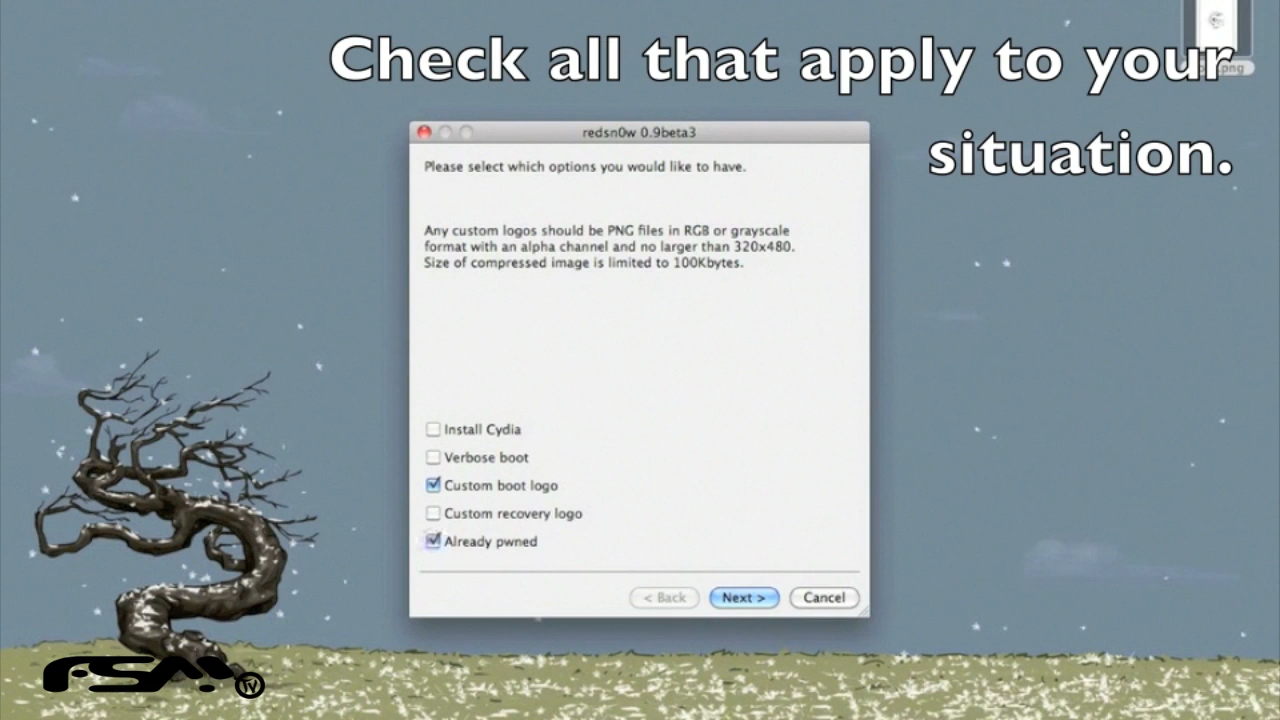 Check all that apply to your
situation.
.png
redsn0w 0.9beta3
Please select which options you would like to have.
Any custom logos should be PNG files in RGB or grayscale
format with an alpha channel and no larger than 320x480.
Size of compressed image is limited to 100Kbytes.
Install Cydia
Verbose boot
Custom boot logo
Custom recovery logo
Already pwned
< Back
Next >
Cancel
FSM TV